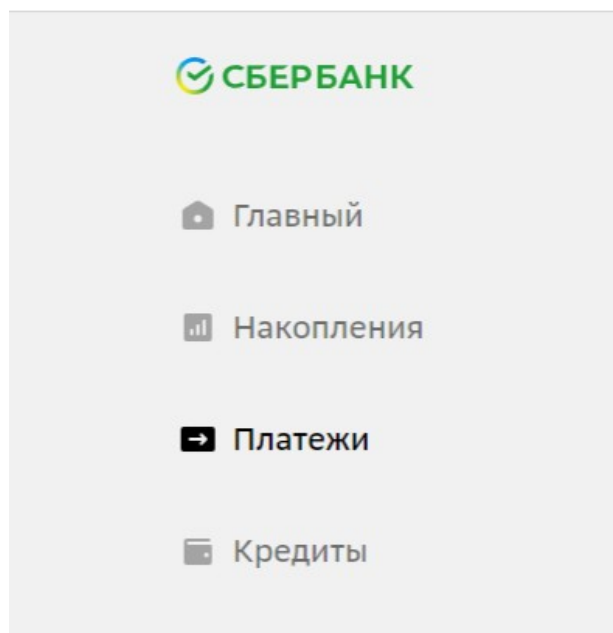 СБЕРБАНК
Главный
Накопления
Платежи
Кредиты